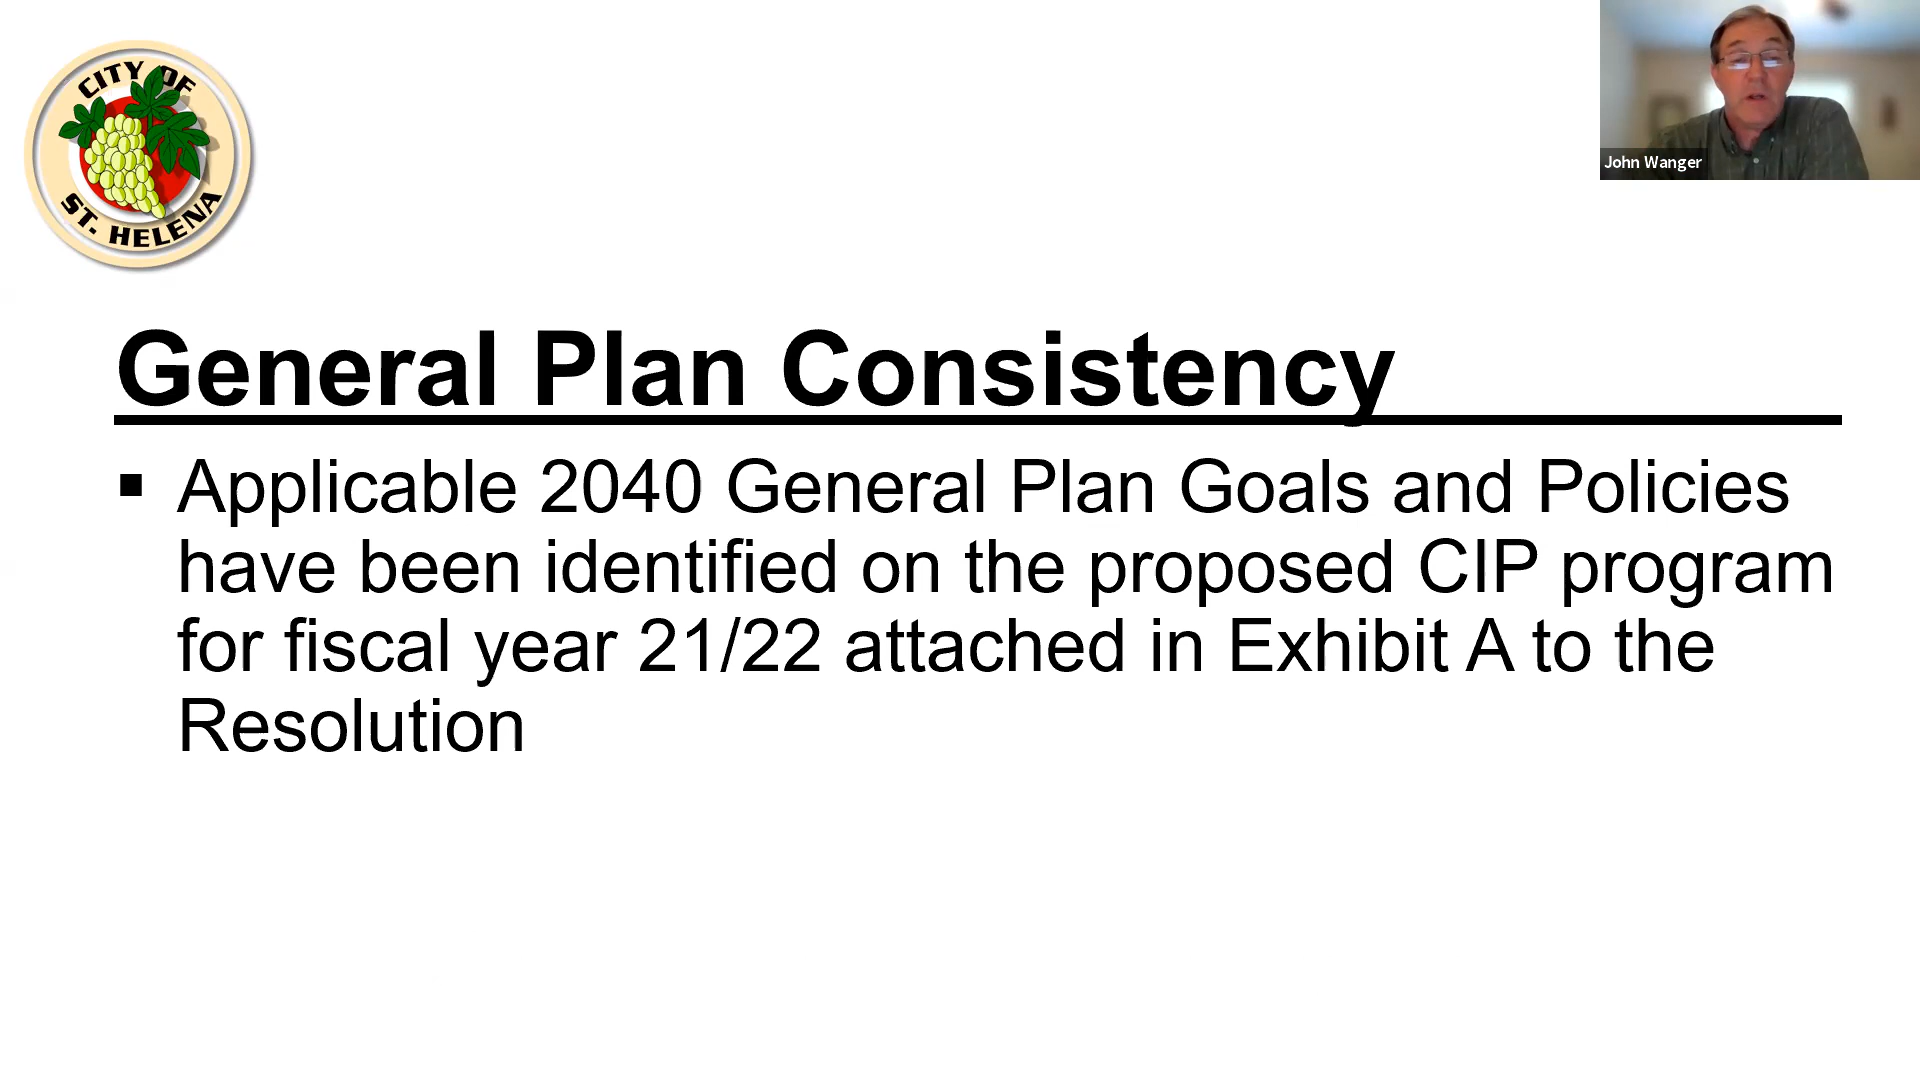 CITY OF
ST. HELENA
John Wanger
General Plan Consistency
▪ Applicable 2040 General Plan Goals and Policies
have been identified on the proposed CIP program
for fiscal year 21/22 attached in Exhibit A to the
Resolution